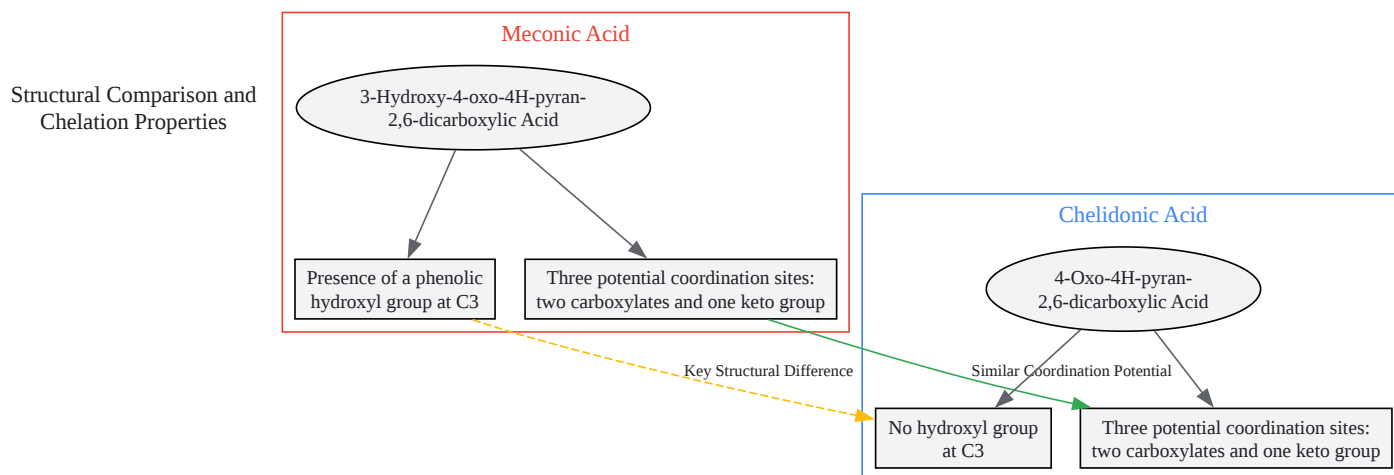 Structural Comparison and
Chelation Properties
Meconic Acid
3-Hydroxy-4-oxo-4H-pyran-
2,6-dicarboxylic Acid
Presence of a phenolic
hydroxyl group at C3
Three potential coordination sites:
two carboxylates and one keto group
Chelidonic Acid
4-Oxo-4H-pyran-
2,6-dicarboxylic Acid
Key Structural Difference
Similar Coordination Potential
No hydroxyl group
at C3
Three potential coordination sites:
two carboxylates and one keto group